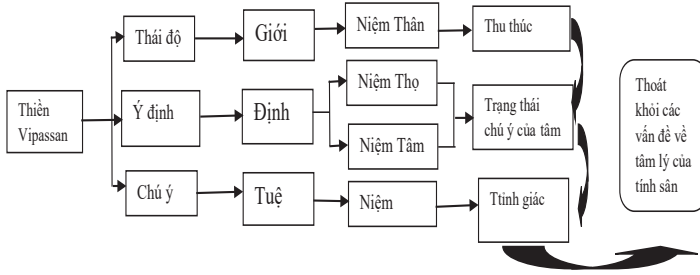 Thiền
Vipassan
Thái độ
Giới
Niệm Thân
Thu thúc
Ý định
Định
Niệm Thọ
Niệm Tâm
Trạng thái
chú ý của tâm
Chú ý
Tuệ
Niệm
Ttỉnh giác
Thoát
khỏi các
vấn đề về
tâm lý của
tính sân